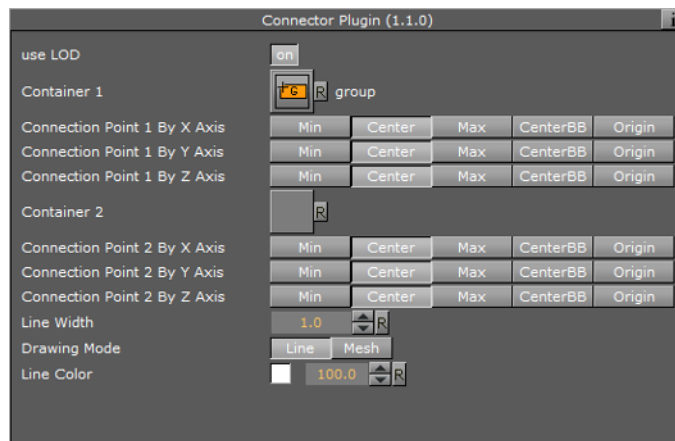 Connector Plugin (1.1.0) i
use LOD on
Container 1 G R group
Connection Point 1 By X Axis Min Center Max CenterBB Origin
Connection Point 1 By Y Axis Min Center Max CenterBB Origin
Connection Point 1 By Z Axis Min Center Max CenterBB Origin
Container 2 R
Connection Point 2 By X Axis Min Center Max CenterBB Origin
Connection Point 2 By Y Axis Min Center Max CenterBB Origin
Connection Point 2 By Z Axis Min Center Max CenterBB Origin
Line Width 1.0 R
Drawing Mode Line Mesh
Line Color 100.0 R